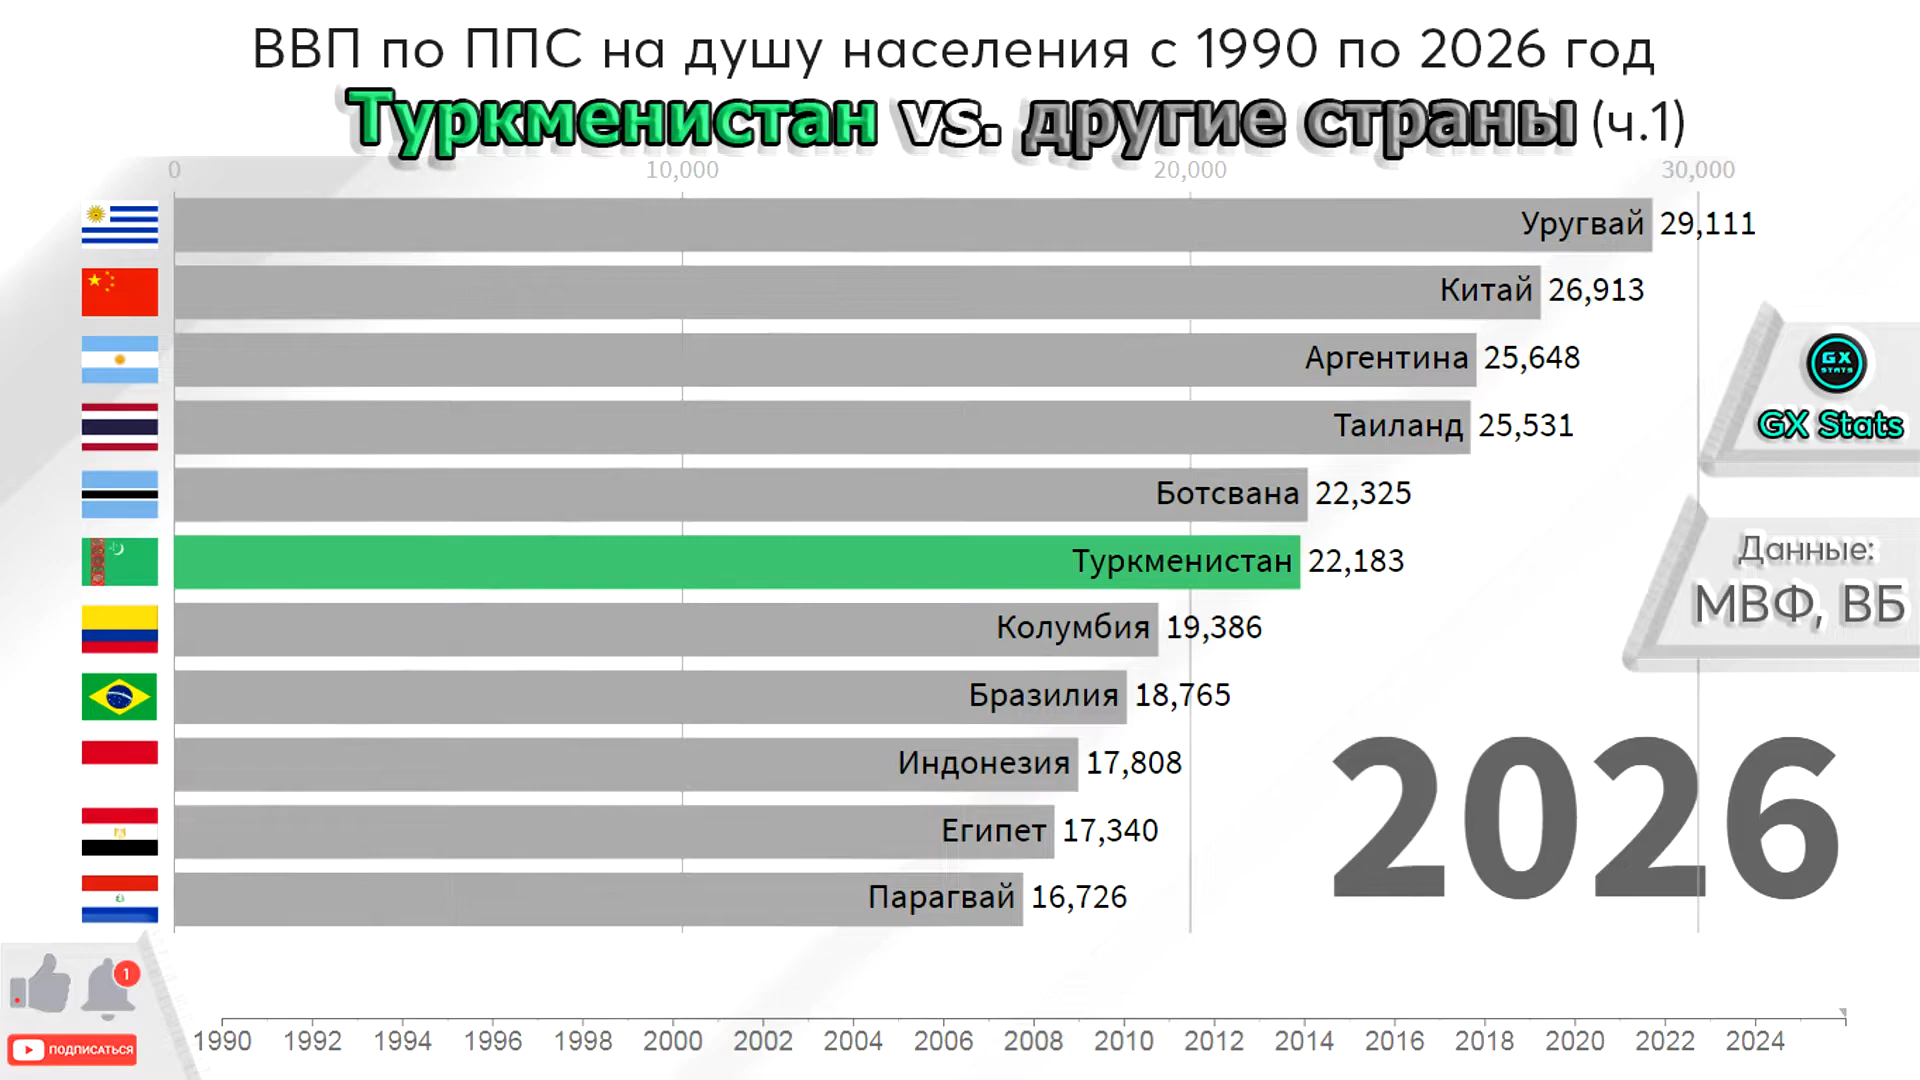 ВВП по ППС на душу населения с 1990 по 2026 год
Туркменистан vs. другие страны (ч.1)
0 10,000 20,000 30,000
Уругвай 29,111
Китай 26,913
Аргентина 25,648
Таиланд 25,531
Ботсвана 22,325
Туркменистан 22,183
Колумбия 19,386
Бразилия 18,765
Индонезия 17,808
Египет 17,340
Парагвай 16,726
GX
STATS
GX Stats
Данные:
МВФ, ВБ
2026
1
ПОДПИСАТЬСЯ
1990 1992 1994 1996 1998 2000 2002 2004 2006 2008 2010 2012 2014 2016 2018 2020 2022 2024